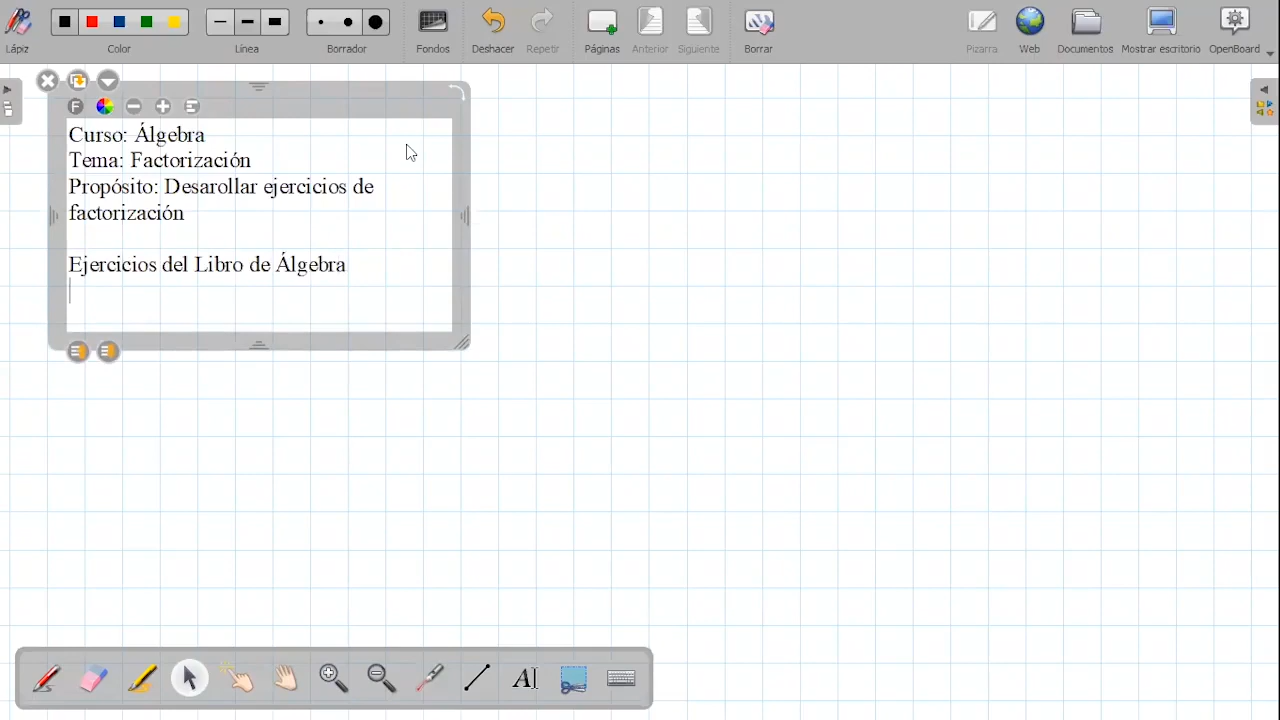 Lápiz
Color
Línea
Borrador
Fondos
Deshacer
Repetir
Páginas
Anterior
Siguiente
Borrar
Pizarra
Web
Documentos
Mostrar escritorio
OpenBoard
F
Curso: Álgebra
Tema: Factorización
Propósito: Desarollar ejercicios de
factorización
Ejercicios del Libro de Álgebra
AI